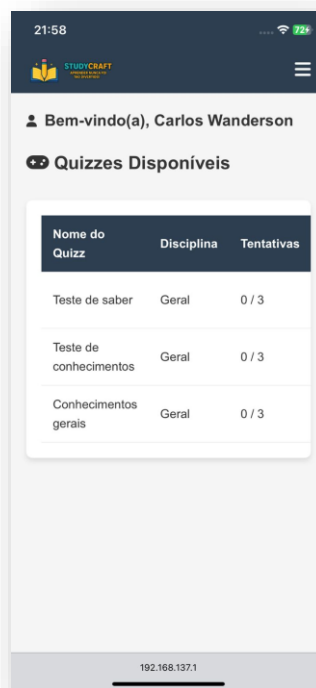 21:58
72+
STUDYCRAFT
Bem-vindo(a), Carlos Wanderson
Quizzes Disponíveis
Nome do Quizz Disciplina Tentativas
Teste de saber Geral 0 / 3
Teste de conhecimentos Geral 0 / 3
Conhecimentos gerais Geral 0 / 3
192.168.137.1